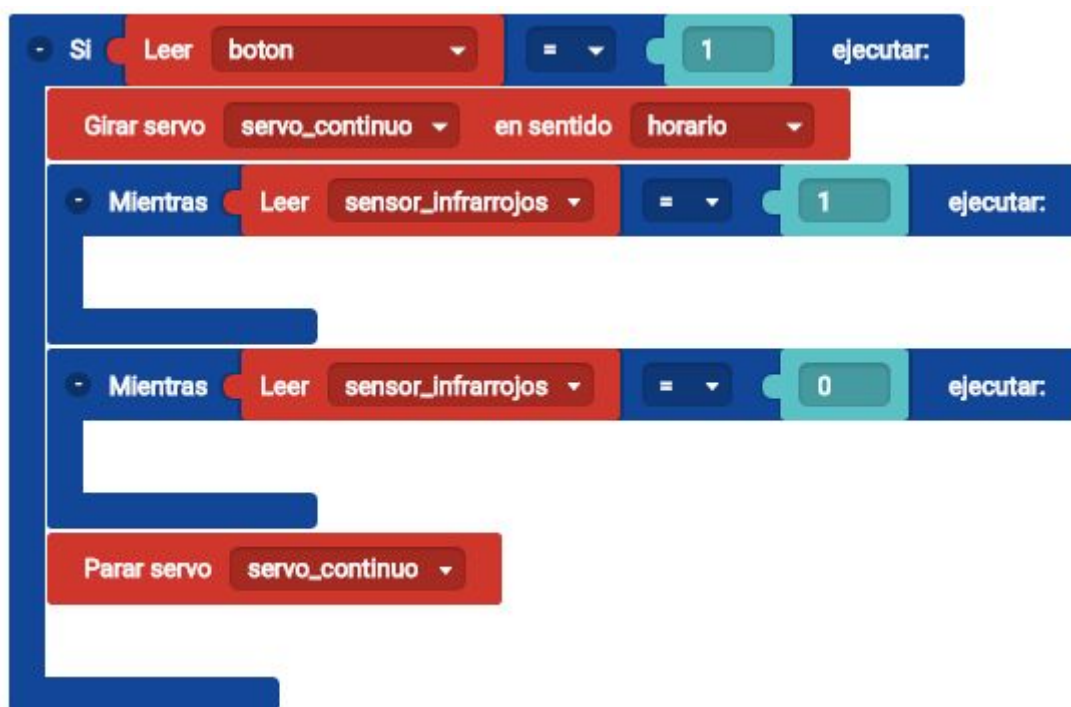 - Si Leer boton = 1 ejecutar:
Girar servo servo_continuo en sentido horario
- Mientras Leer sensor_infrarrojos = 1 ejecutar:
- Mientras Leer sensor_infrarrojos = 0 ejecutar:
Parar servo servo_continuo